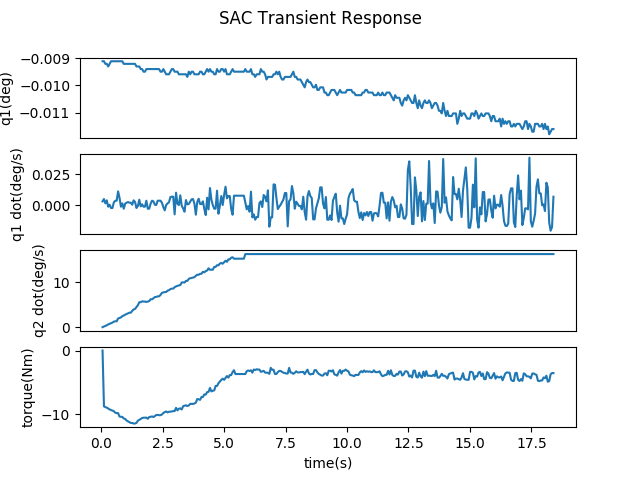 SAC Transient Response
−0.009
−0.010
−0.011
q1(deg)
0.025
0.000
q1 dot(deg/s)
10
0
q2 dot(deg/s)
0
−10
torque(Nm)
0.0 2.5 5.0 7.5 10.0 12.5 15.0 17.5
time(s)